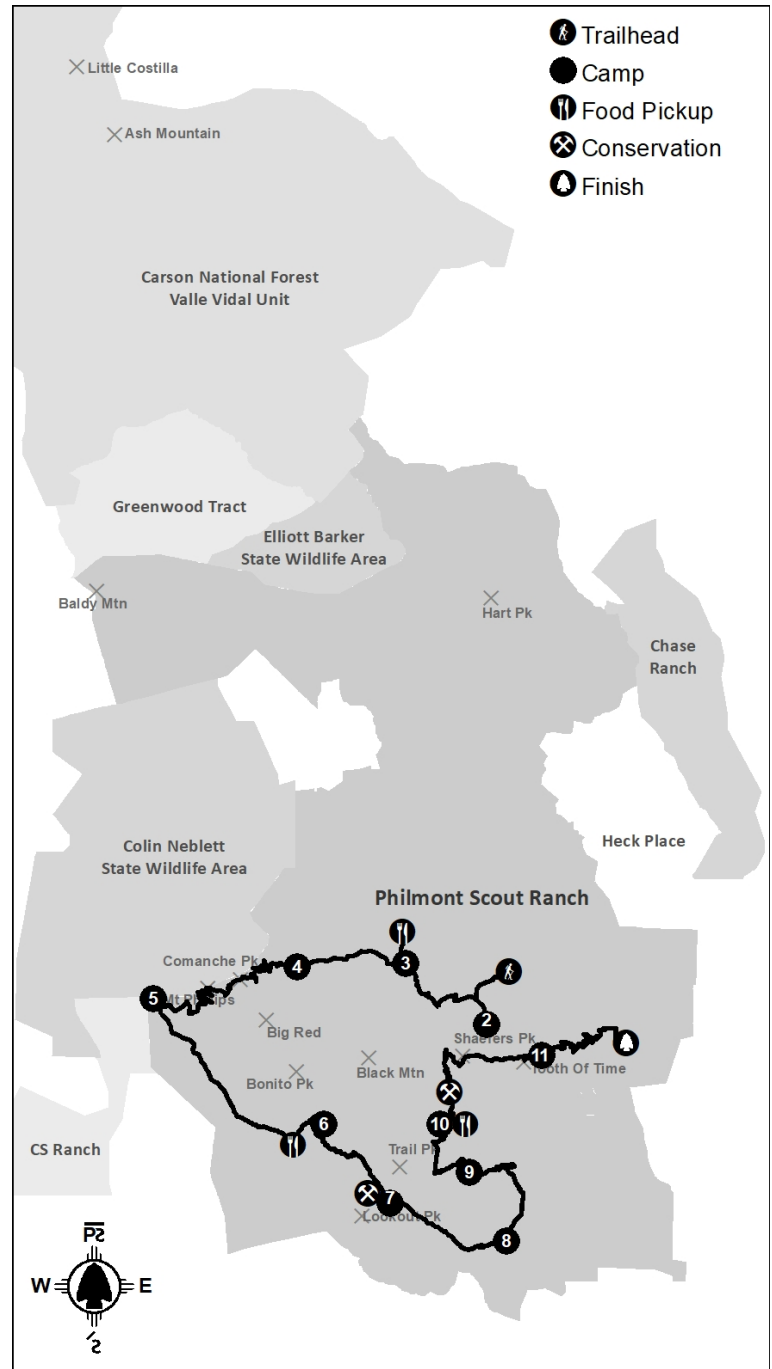 Trailhead
Camp
Food Pickup
Conservation
Finish
Little Costilla
Ash Mountain
Carson National Forest
Valle Vidal Unit
Greenwood Tract
Elliott Barker
State Wildlife Area
Baldy Mtn
Hart Pk
Chase
Ranch
Colin Neblett
State Wildlife Area
Heck Place
Philmont Scout Ranch
Comanche Pk
3
4
5
Mt Phillips
2
Big Red
Shaefers Pk
11
Tooth Of Time
Black Mtn
Bonito Pk
6
10
CS Ranch
Trail Pk
9
7
Lookout Pk
8
W
E